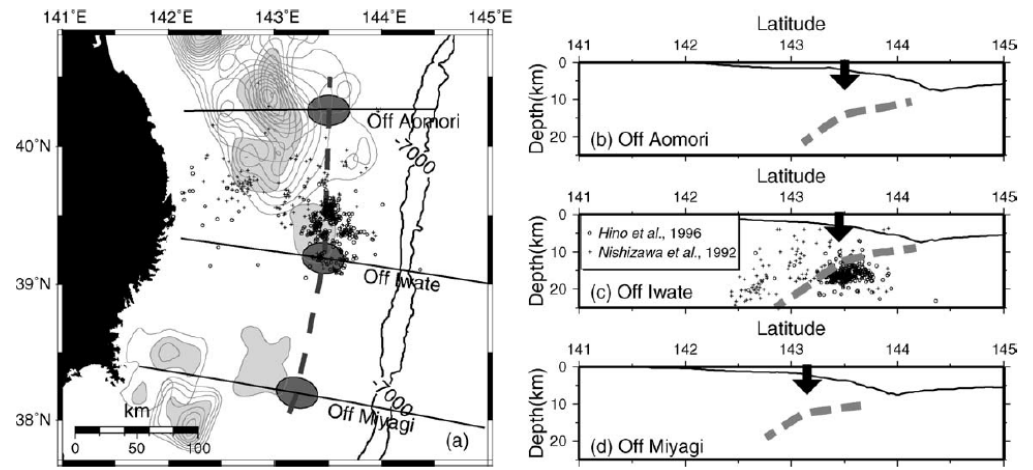 141°E 142°E 143°E 144°E 145°E
40°N
39°N
38°N
Off Aomori
-7000
Off Iwate
-7000
Off Miyagi
km
0 50 100
(a)
Latitude
141 142 143 144 145
Depth(km)
0
10
20
(b) Off Aomori
Latitude
141 142 143 144 145
Depth(km)
0
10
20
Hino et al., 1996
Nishizawa et al., 1992
(c) Off Iwate
Latitude
141 142 143 144 145
Depth(km)
0
10
20
(d) Off Miyagi